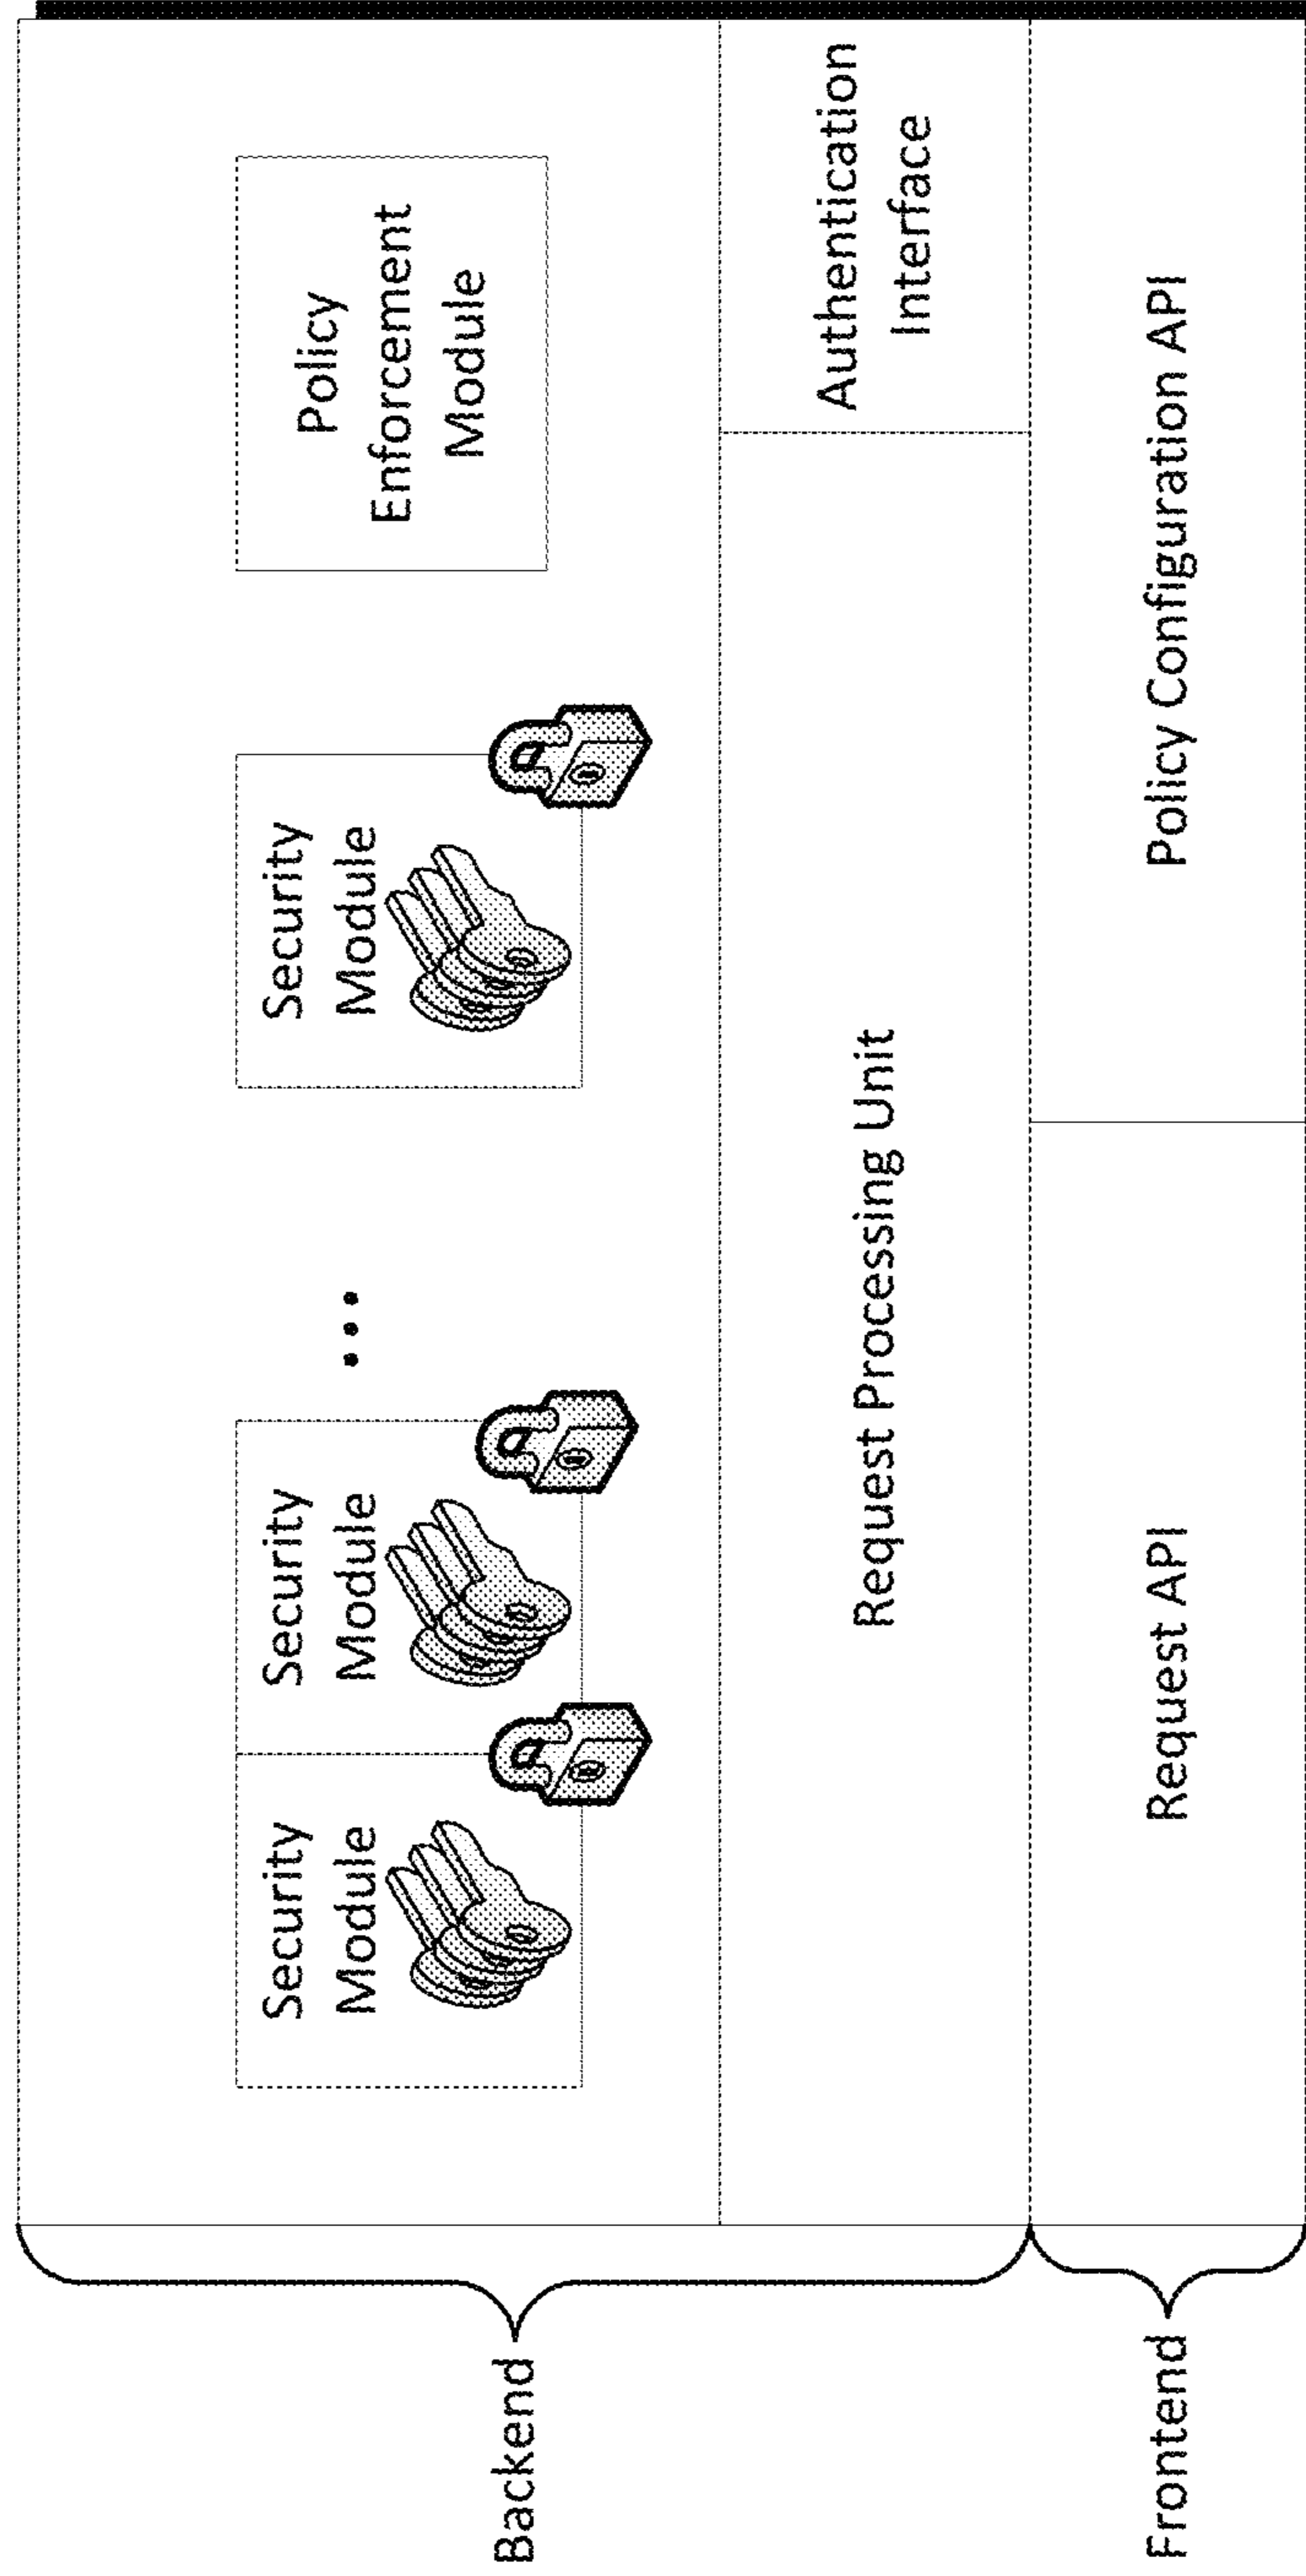 Backend
Security
Module
Security
Module
...
Security
Module
Policy
Enforcement
Module
Request Processing Unit
Authentication
Interface
Frontend
Request API
Policy Configuration API